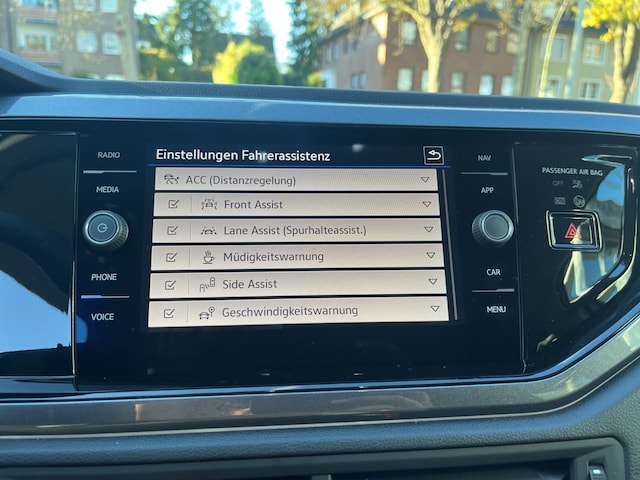 RADIO
MEDIA
PHONE
VOICE
Einstellungen Fahrerassistenz
ACC (Distanzregelung)
Front Assist
Lane Assist (Spurhalteassist.)
Müdigkeitswarnung
Side Assist
Geschwindigkeitswarnung
NAV
APP
CAR
MENU
PASSENGER AIR BAG
OFF